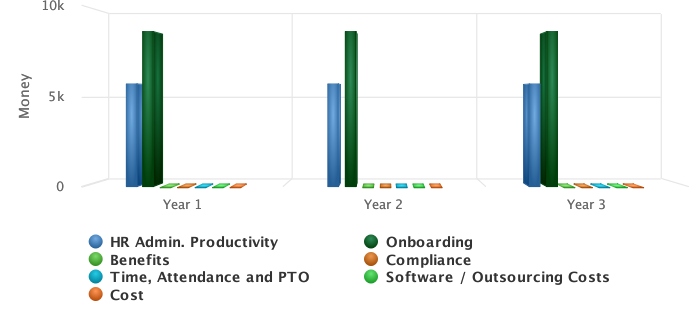 10k
Money
5k
0
Year 1 Year 2 Year 3
HR Admin. Productivity Onboarding
Benefits Compliance
Time, Attendance and PTO Software / Outsourcing Costs
Cost